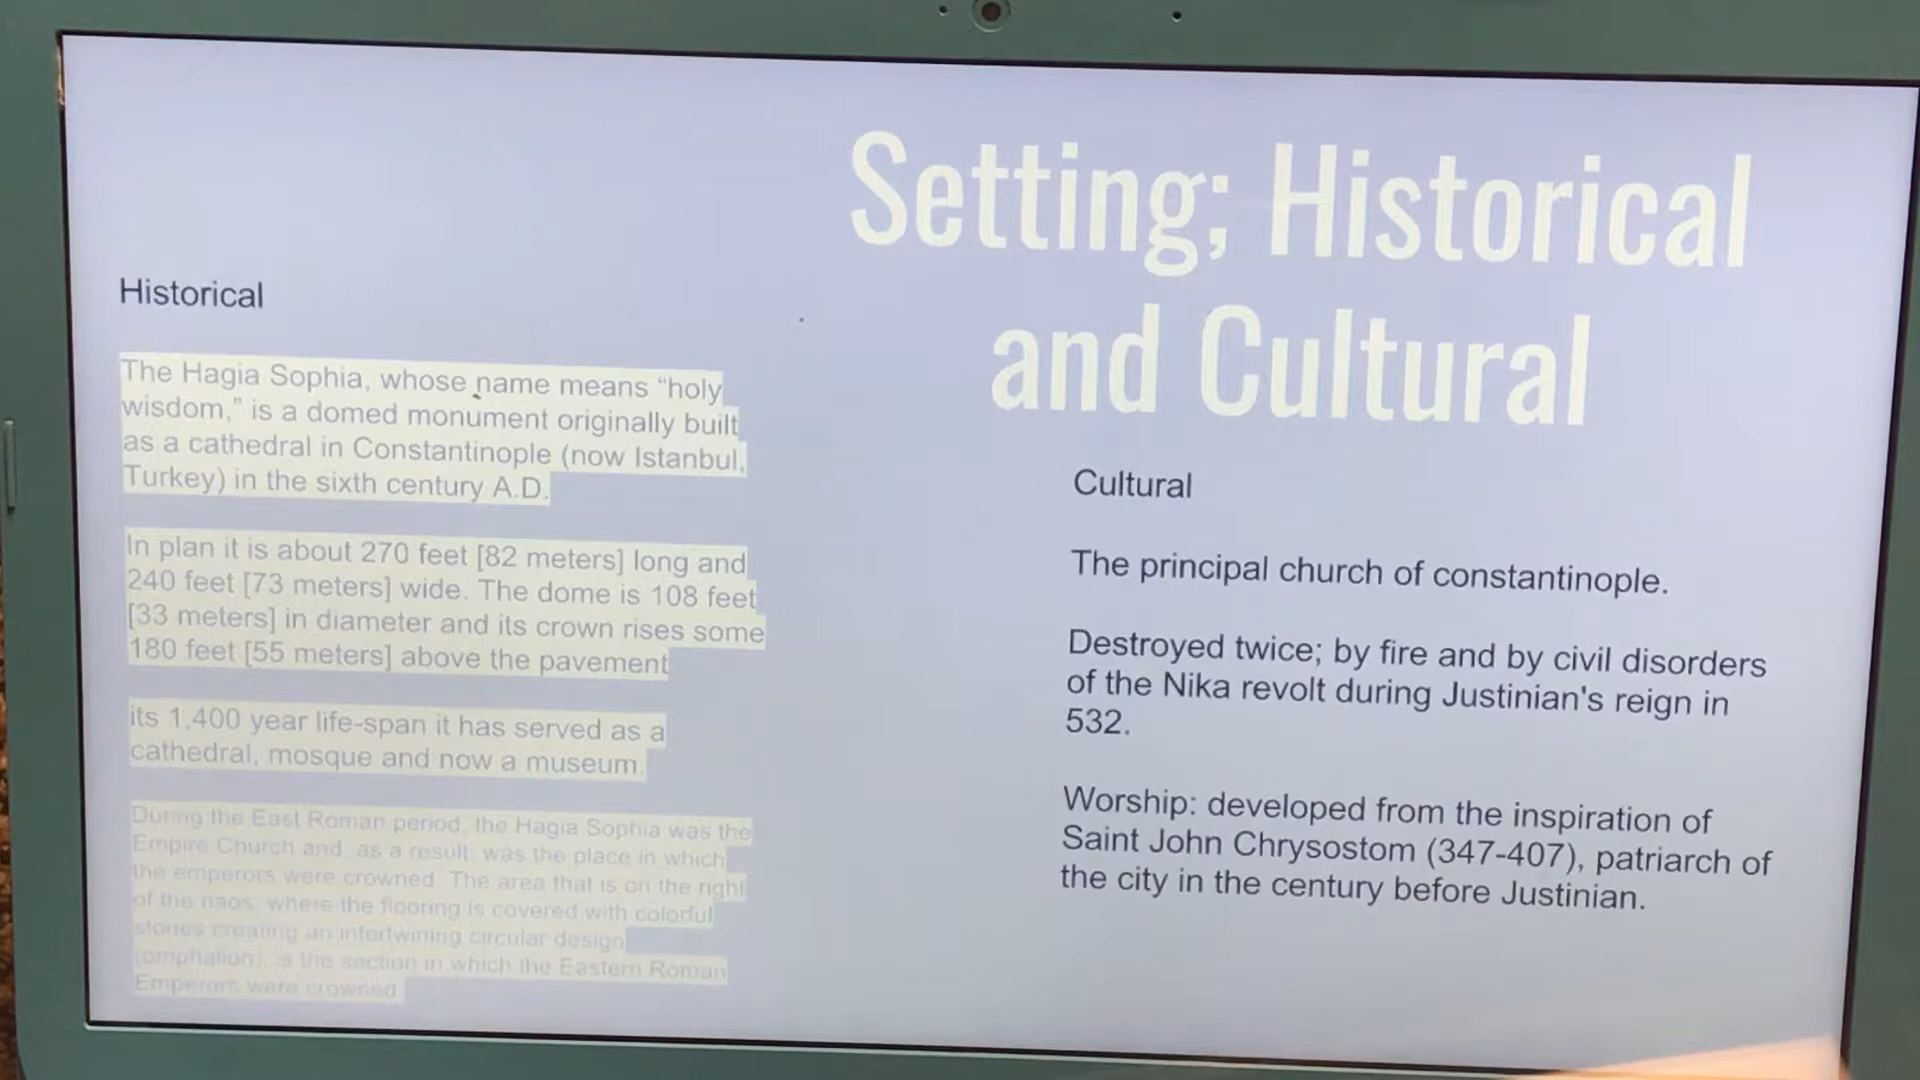 Setting; Historical
and Cultural
Historical
The Hagia Sophia, whose name means “holy
wisdom,” is a domed monument originally built
as a cathedral in Constantinople (now Istanbul,
Turkey) in the sixth century A.D.
In plan it is about 270 feet [82 meters] long and
240 feet [73 meters] wide. The dome is 108 feet
[33 meters] in diameter and its crown rises some
180 feet [55 meters] above the pavement
its 1,400 year life-span it has served as a
cathedral, mosque and now a museum.
During the East Roman period, the Hagia Sophia was the
Empire Church and, as a result, was the place in which
the emperors were crowned. The area that is on the right
of the naos, where the flooring is covered with colorful
stones creating an intertwining circular design
(omphalion), is the section in which the Eastern Roman
Emperors were crowned.
Cultural
The principal church of constantinople.
Destroyed twice; by fire and by civil disorders
of the Nika revolt during Justinian's reign in
532.
Worship: developed from the inspiration of
Saint John Chrysostom (347-407), patriarch of
the city in the century before Justinian.